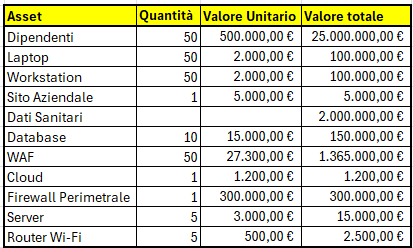 Asset Quantità Valore Unitario Valore totale
Dipendenti 50 500.000,00 € 25.000.000,00 €
Laptop 50 2.000,00 € 100.000,00 €
Workstation 50 2.000,00 € 100.000,00 €
Sito Aziendale 1 5.000,00 € 5.000,00 €
Dati Sanitari 2.000.000,00 €
Database 10 15.000,00 € 150.000,00 €
WAF 50 27.300,00 € 1.365.000,00 €
Cloud 1 1.200,00 € 1.200,00 €
Firewall Perimetrale 1 300.000,00 € 300.000,00 €
Server 5 3.000,00 € 15.000,00 €
Router Wi-Fi 5 500,00 € 2.500,00 €